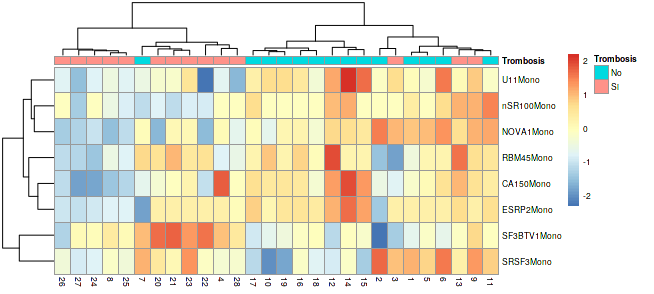 Trombosis
Trombosis
No
SI
U11Mono
nSR100Mono
NOVA1Mono
RBM45Mono
CA150Mono
ESRP2Mono
SF3BTV1Mono
SRSF3Mono
2
1
0
-1
-2
26 27 24 8 25 7 20 21 23 22 4 28 17 10 19 16 18 12 14 15 2 3 1 5 6 13 9 11